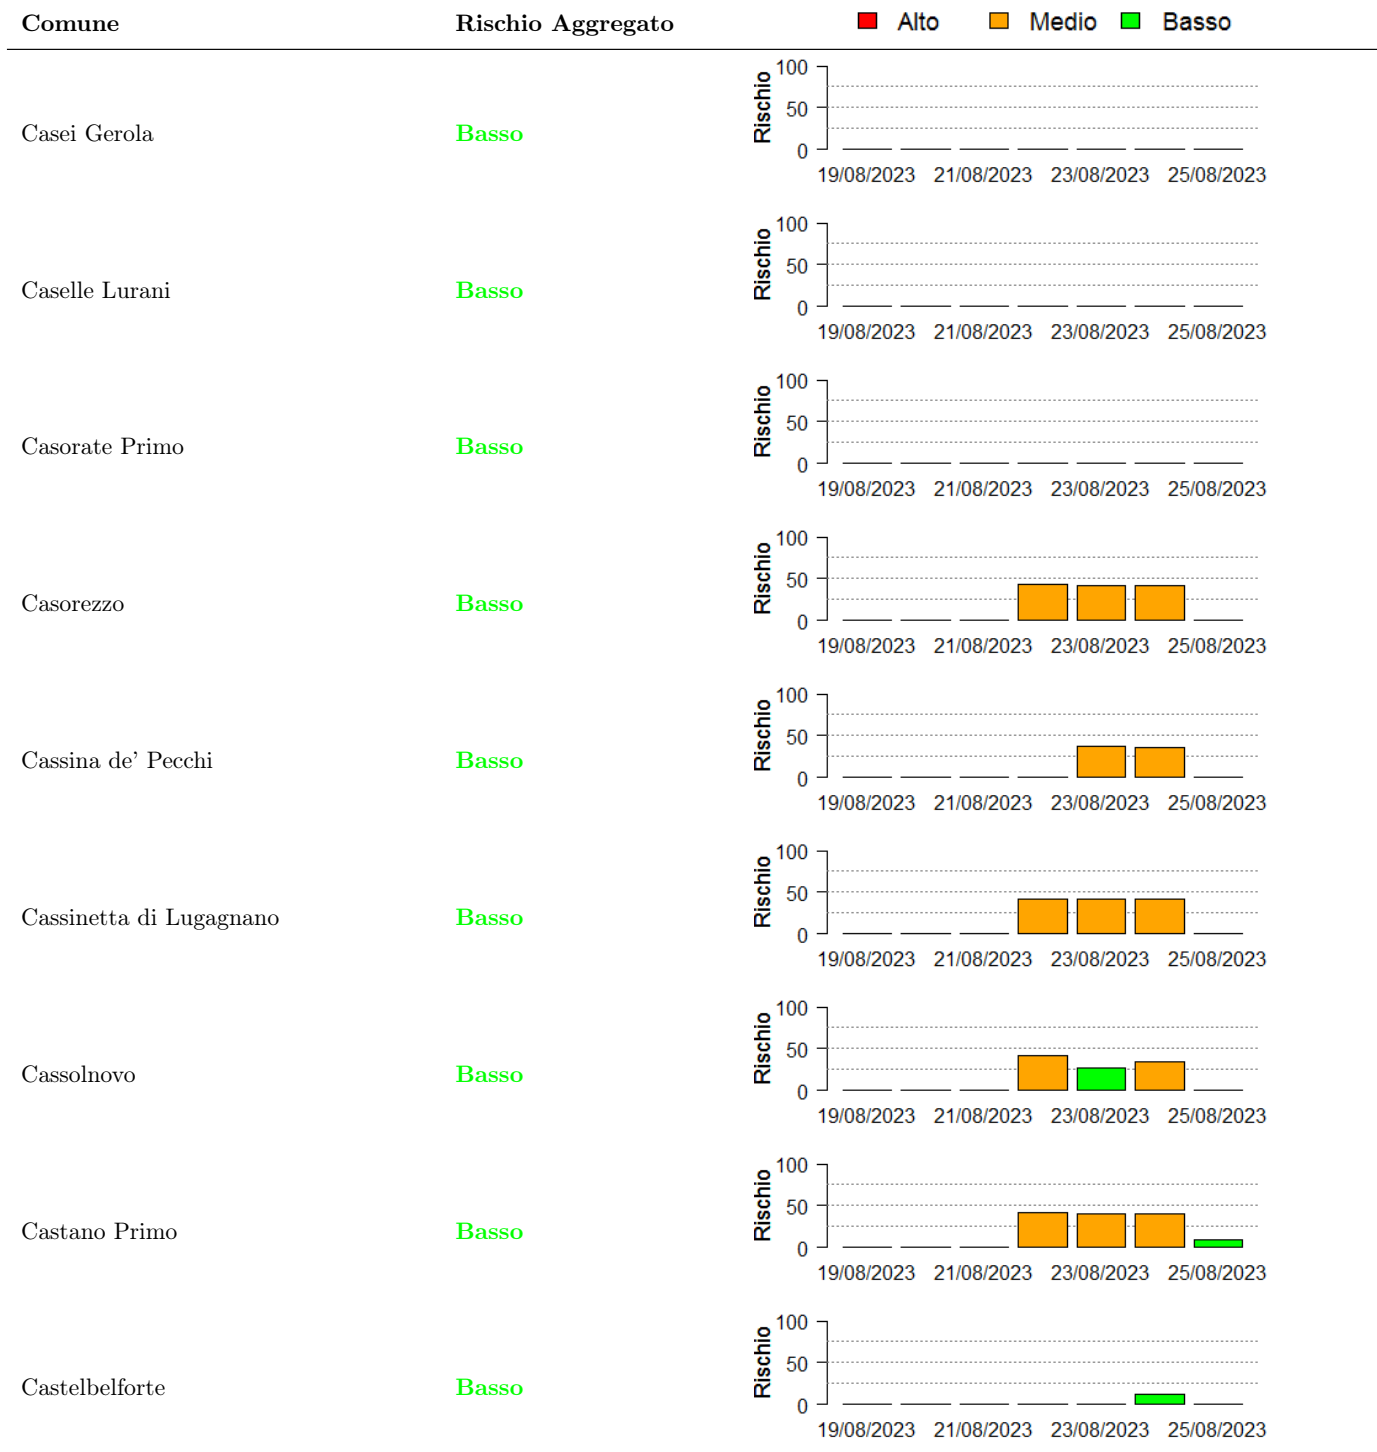 Comune Rischio Aggregato Alto Medio Basso
Casei Gerola Basso
Rischio
100
50
0
19/08/2023 21/08/2023 23/08/2023 25/08/2023
Caselle Lurani Basso
Rischio
100
50
0
19/08/2023 21/08/2023 23/08/2023 25/08/2023
Casorate Primo Basso
Rischio
100
50
0
19/08/2023 21/08/2023 23/08/2023 25/08/2023
Casorezzo Basso
Rischio
100
50
0
19/08/2023 21/08/2023 23/08/2023 25/08/2023
Cassina de' Pecchi Basso
Rischio
100
50
0
19/08/2023 21/08/2023 23/08/2023 25/08/2023
Cassinetta di Lugagnano Basso
Rischio
100
50
0
19/08/2023 21/08/2023 23/08/2023 25/08/2023
Cassolnovo Basso
Rischio
100
50
0
19/08/2023 21/08/2023 23/08/2023 25/08/2023
Castano Primo Basso
Rischio
100
50
0
19/08/2023 21/08/2023 23/08/2023 25/08/2023
Castelbelforte Basso
Rischio
100
50
0
19/08/2023 21/08/2023 23/08/2023 25/08/2023